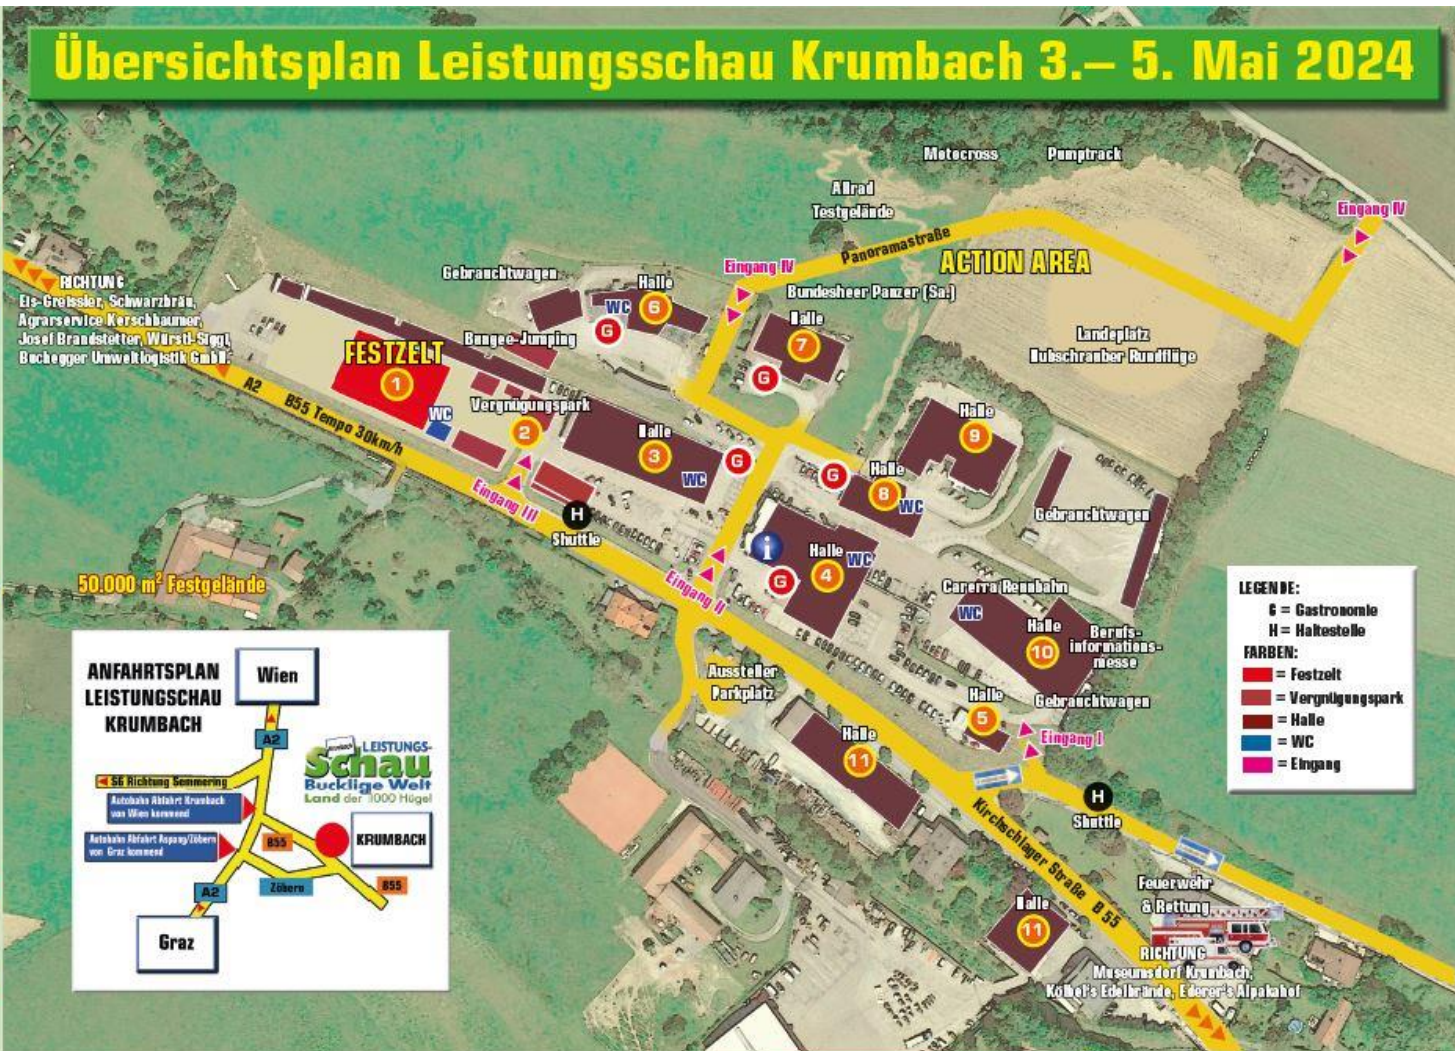 Übersichtsplan Leistungsschau Krumbach 3.– 5. Mai 2024
Motocross
Pumptrack
Allrad
Testgelände
Eingang IV
Panoramastraße
ACTION AREA
Eingang IV
Bundesheer Panzer (Sa.)
Landeplatz
Hubschrauber Rundflüge
RICHTUNG
Eis-Greissler, Schwarzbräu,
Agrarservice Kerschbaumer,
Josef Brandstetter, Würstl-Siggi,
Buchegger Umweltlogistik GmbH.
Gebrauchtwagen
Halle
6
WC
G
Bungee-Jumping
Halle
7
G
FESTZELT
1
WC
A2
B55 Tempo 30km/h
Vergnügungspark
2
Halle
3
WC
G
Eingang III
H
Shuttle
Halle
9
G
Halle
8
WC
Gebrauchtwagen
i
Halle
4
WC
G
Eingang II
50.000 m² Festgelände
Carerra Rennbahn
WC
Halle
10
Berufs-
informations-
messe
Gebrauchtwagen
Halle
5
Eingang I
Aussteller
Parkplatz
Halle
11
H
Shuttle
Kirchschlager Straße B 55
Halle
11
Feuerwehr
& Rettung
RICHTUNG
Museumsdorf Krumbach,
Kölbel's Edelbrände, Ederer's Alpakahof
LEGENDE:
G = Gastronomie
H = Haltestelle
FARBEN:
= Festzelt
= Vergnügungspark
= Halle
= WC
= Eingang
ANFAHRTSPLAN
LEISTUNGSCHAU
KRUMBACH
Wien
A2
S6 Richtung Semmering
Autobahn Abfahrt Krumbach
von Wien kommend
Autobahn Abfahrt Aspang/Zöbern
von Graz kommend
B55
KRUMBACH
Zöbern
B55
A2
Graz
LEISTUNGS-
Schau
Bucklige Welt
Land der 1000 Hügel